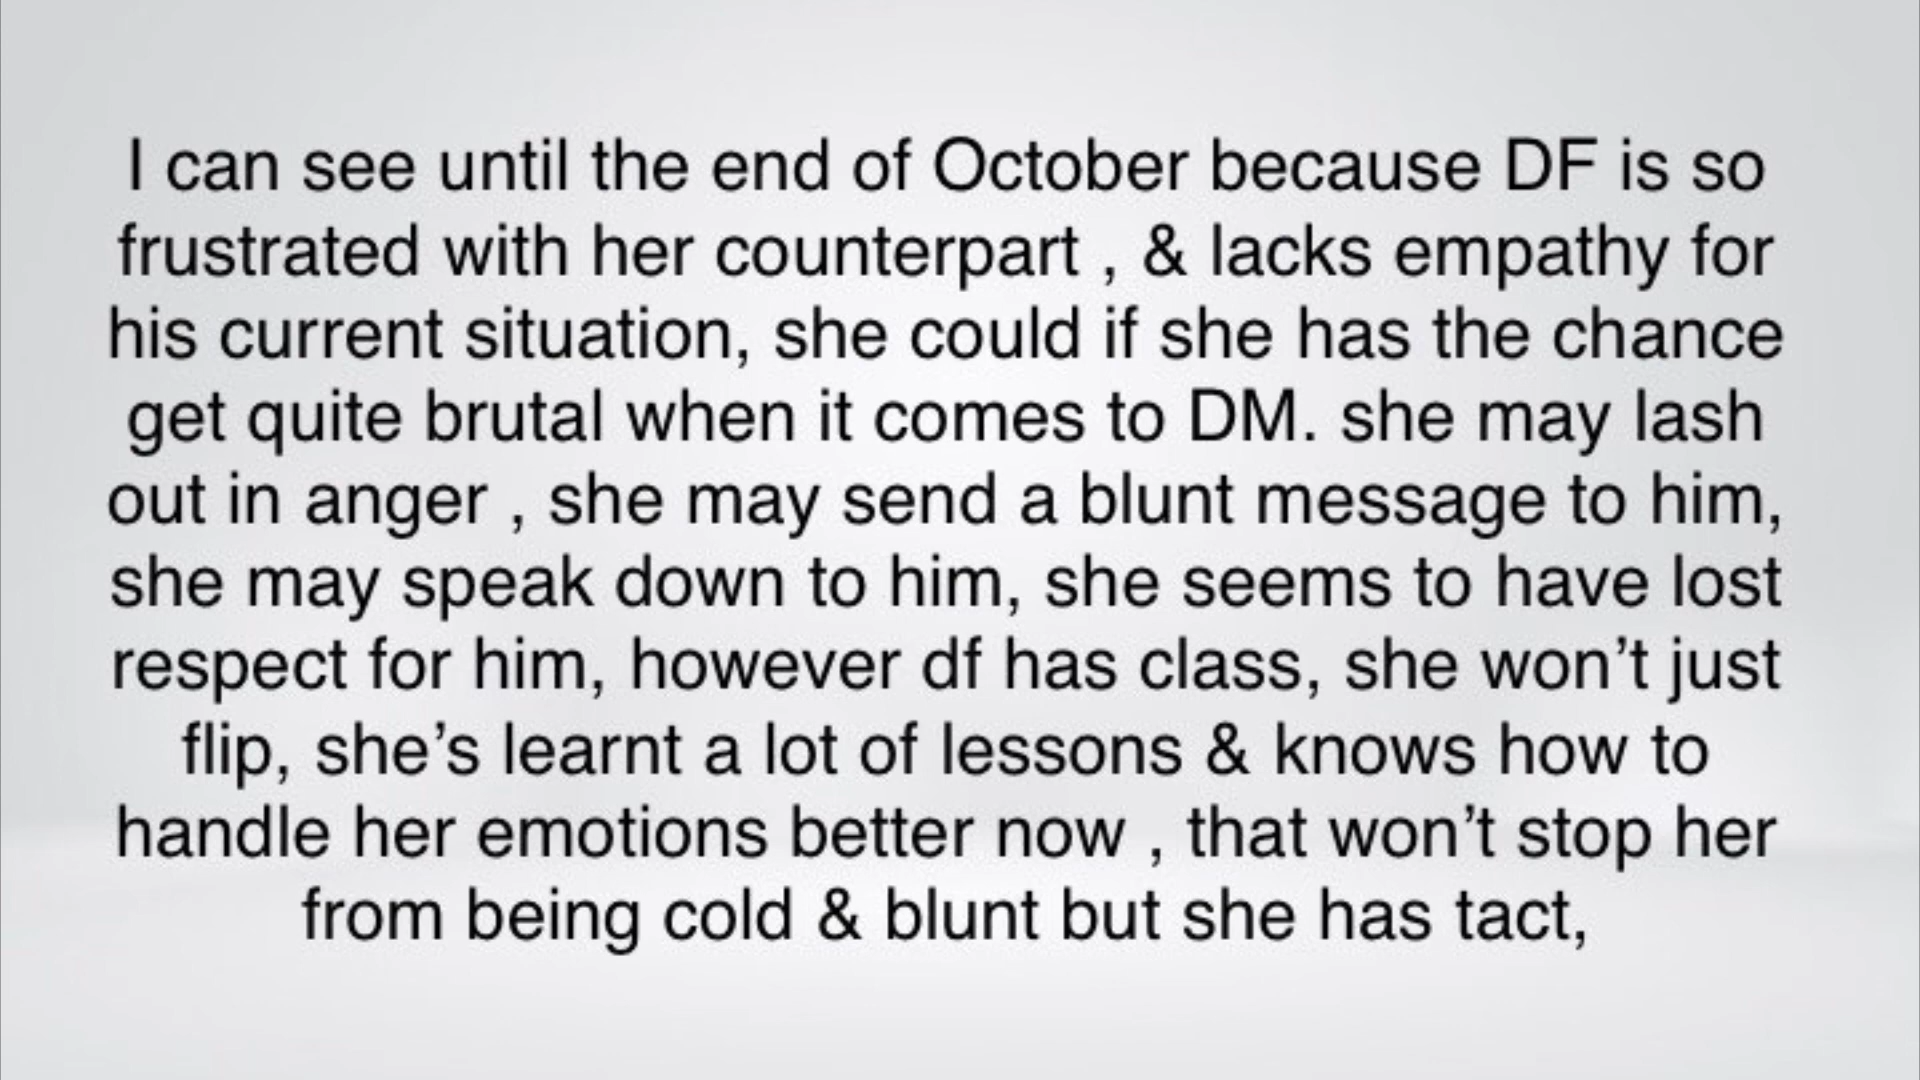 I can see until the end of October because DF is so
frustrated with her counterpart , & lacks empathy for
his current situation, she could if she has the chance
get quite brutal when it comes to DM. she may lash
out in anger , she may send a blunt message to him,
she may speak down to him, she seems to have lost
respect for him, however df has class, she won’t just
flip, she’s learnt a lot of lessons & knows how to
handle her emotions better now , that won’t stop her
from being cold & blunt but she has tact,